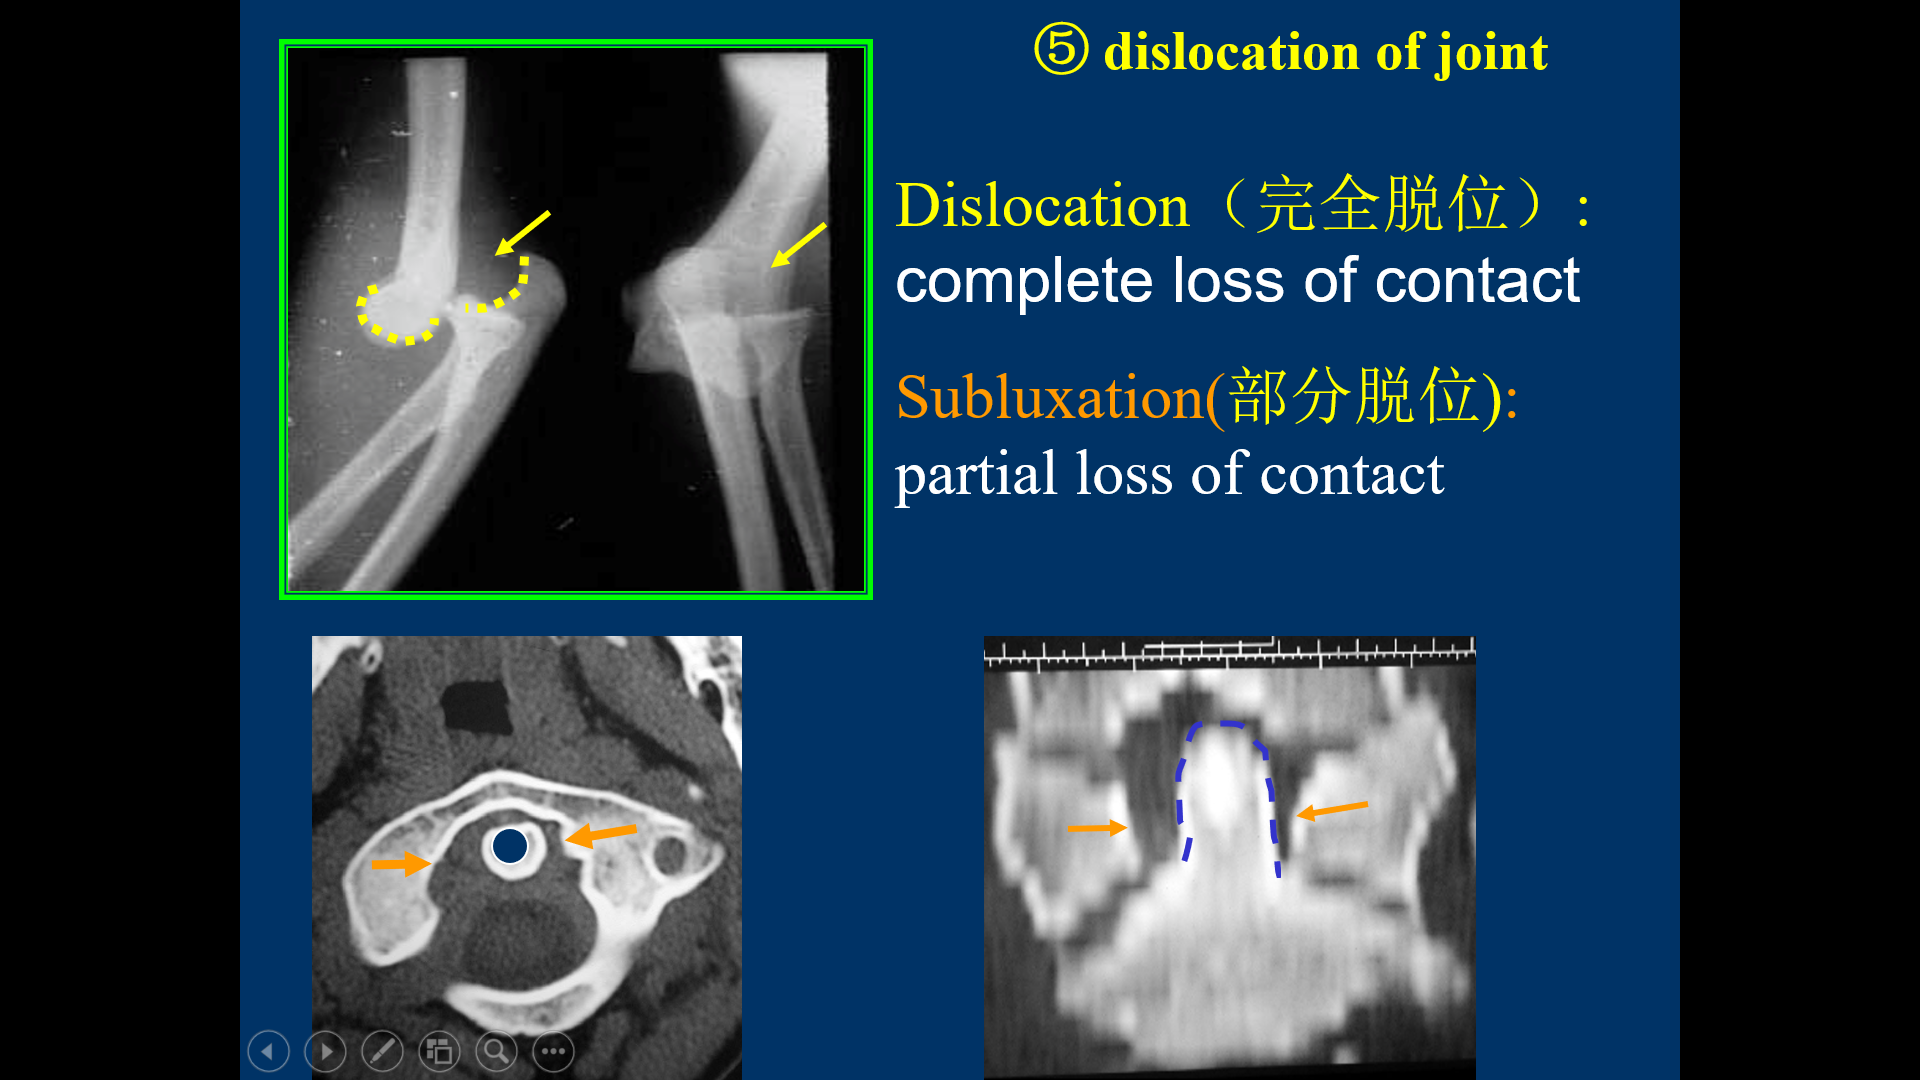 ⑤ dislocation of joint
Dislocation（完全脱位）:
complete loss of contact
Subluxation(部分脱位):
partial loss of contact